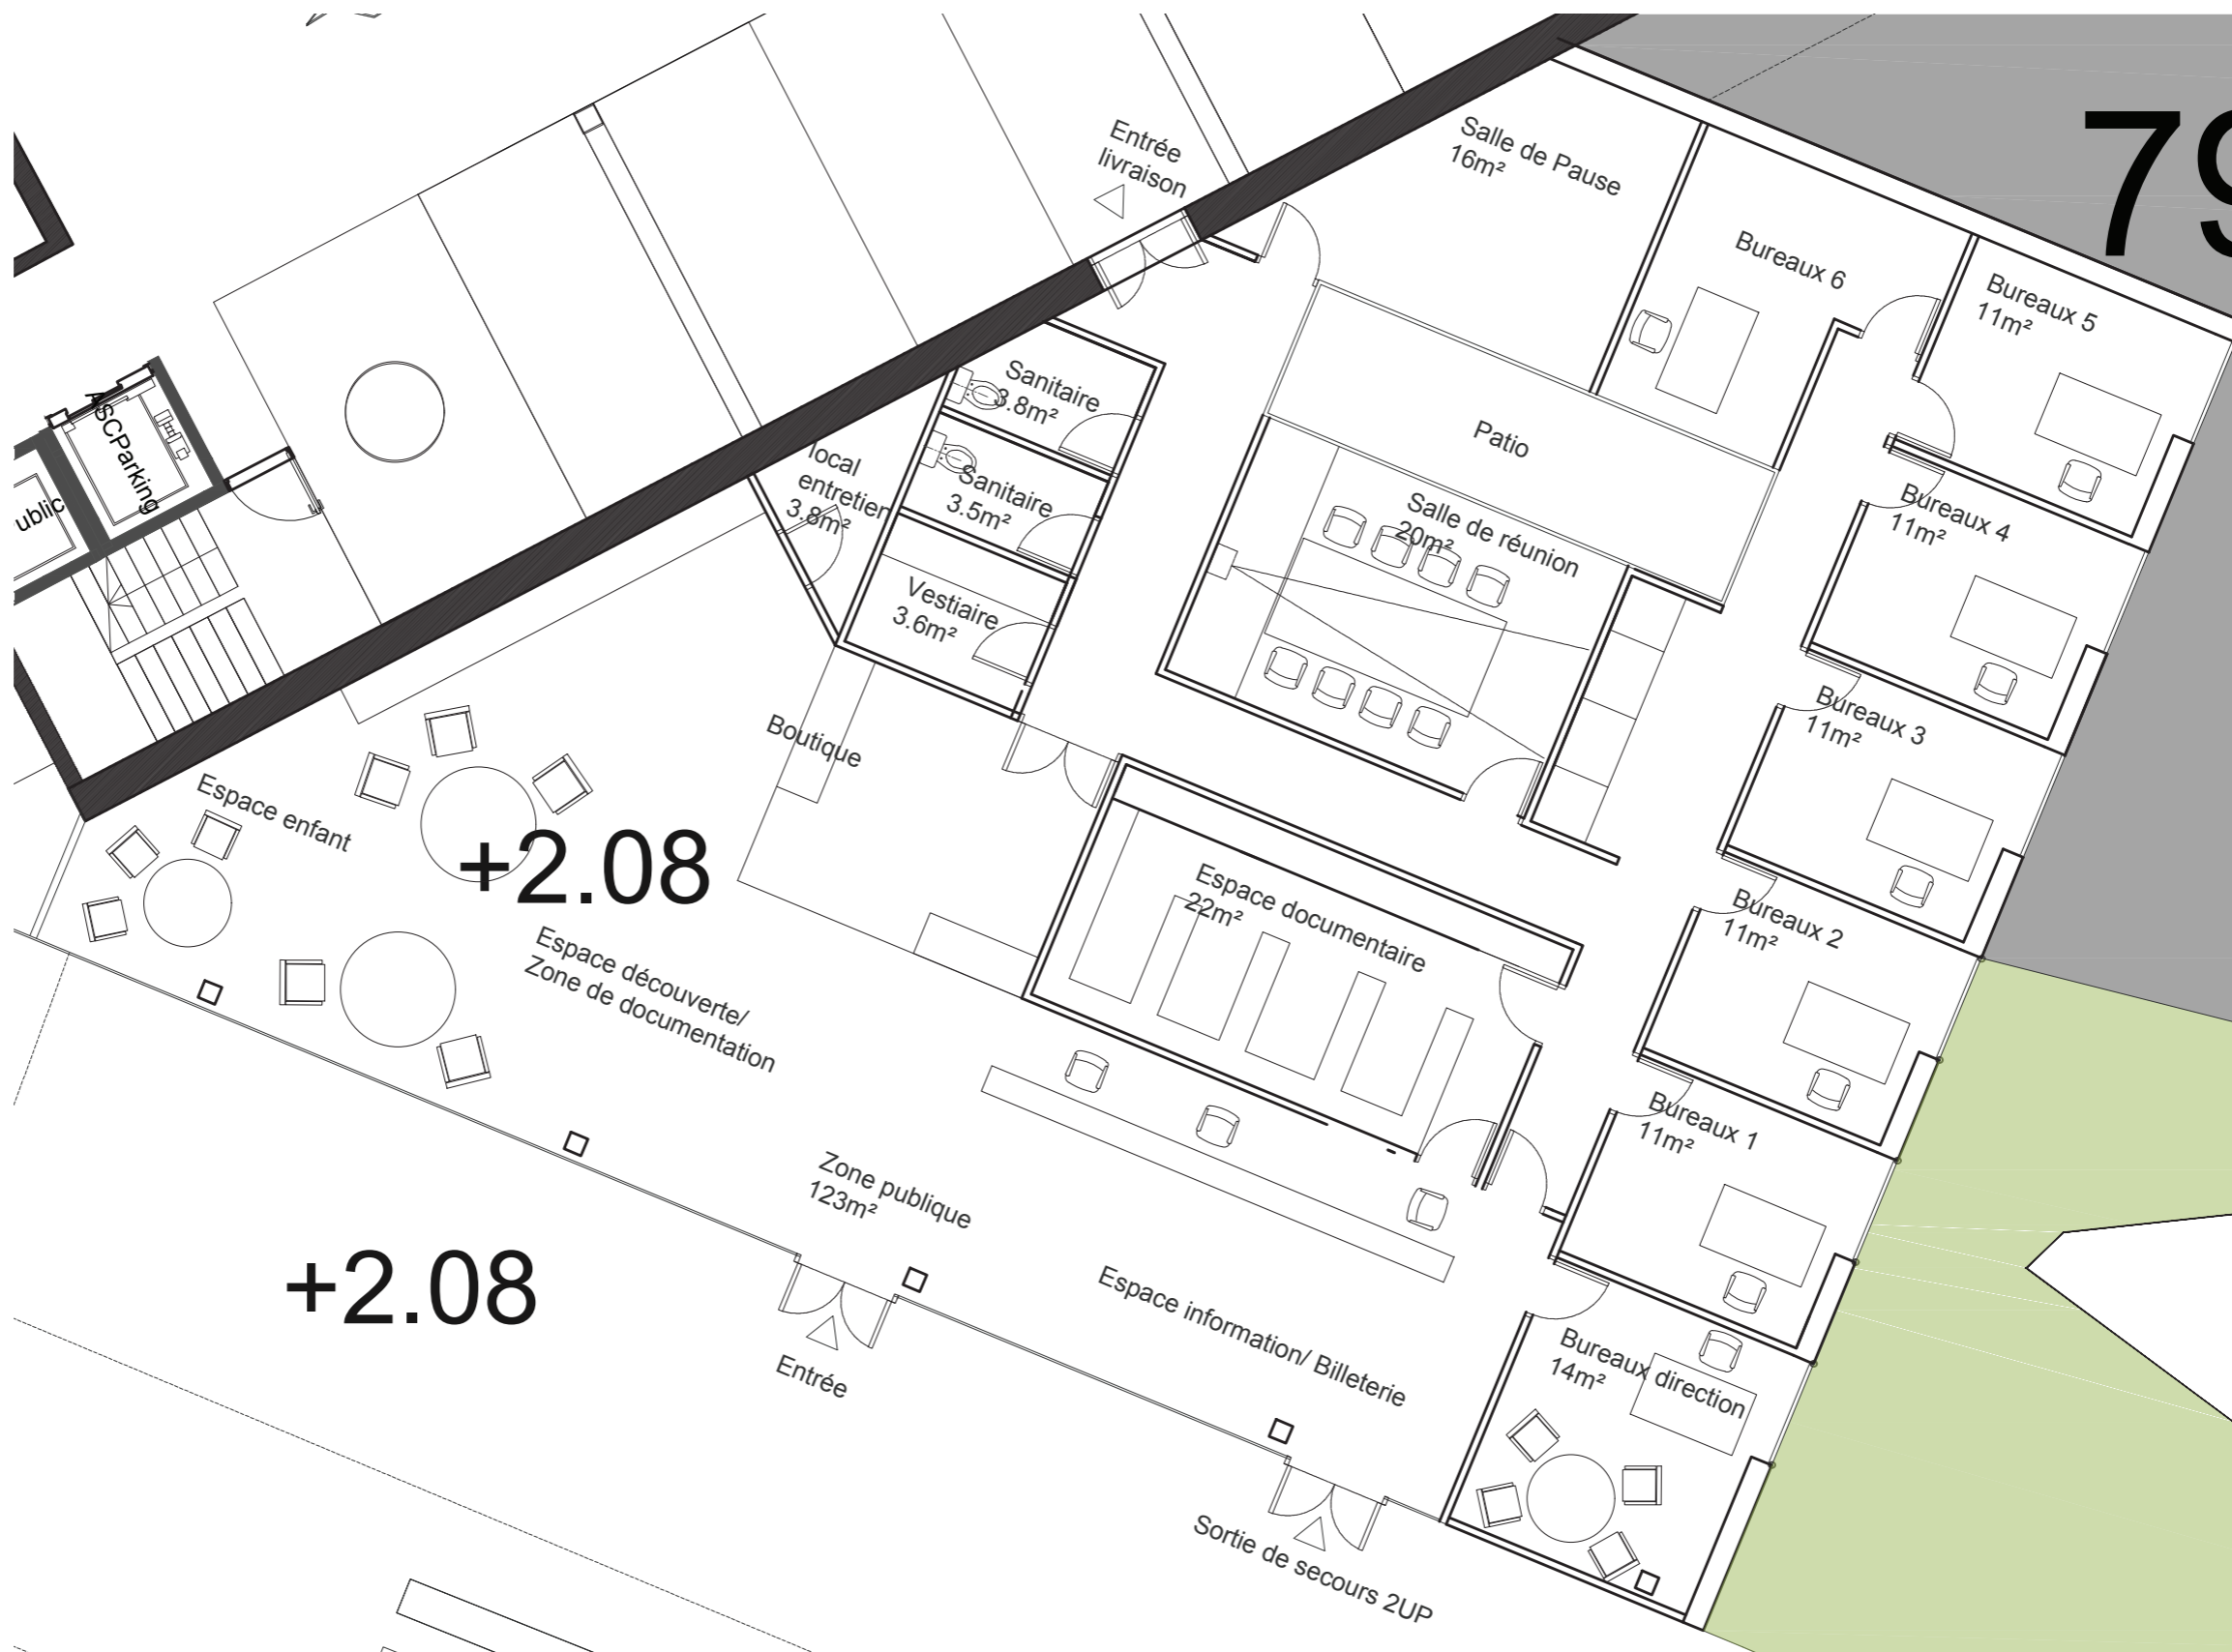 79
Entrée
livraison
Salle de Pause
16m²
Bureaux 6
Bureaux 5
11m²
ASCParking
ublic
Sanitaire
3.8m²
local
entretien
3.8m²
Sanitaire
3.5m²
Patio
Salle de réunion
20m²
Bureaux 4
11m²
Vestiaire
3.6m²
Bureaux 3
11m²
Boutique
Espace enfant
+2.08
Espace documentaire
22m²
Bureaux 2
11m²
Espace découverte/
Zone de documentation
Bureaux 1
11m²
Zone publique
123m²
+2.08
Espace information/ Billeterie
Entrée
Bureaux direction
14m²
Sortie de secours 2UP